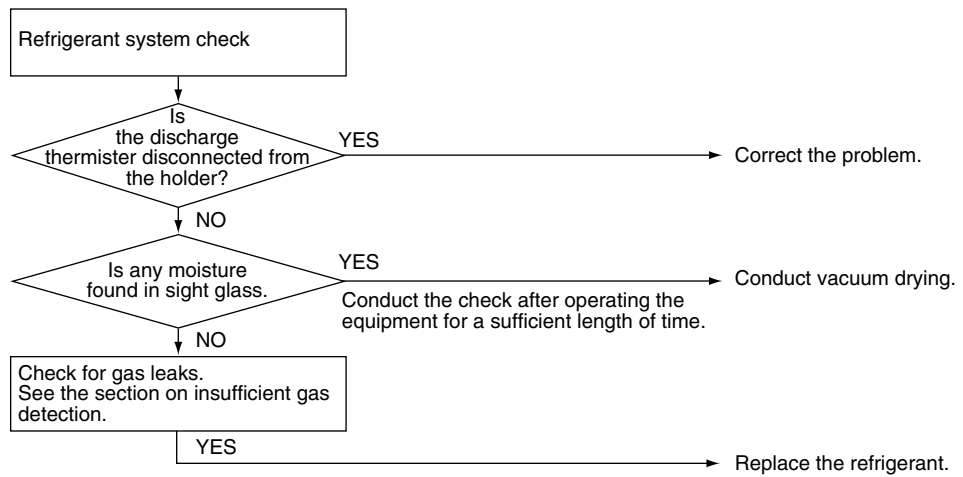 Refrigerant system check
Is
the discharge
thermister disconnected from
the holder?
YES
Correct the problem.
NO
Is any moisture
found in sight glass.
YES
Conduct the check after operating the
equipment for a sufficient length of time.
Conduct vacuum drying.
NO
Check for gas leaks.
See the section on insufficient gas
detection.
YES
Replace the refrigerant.